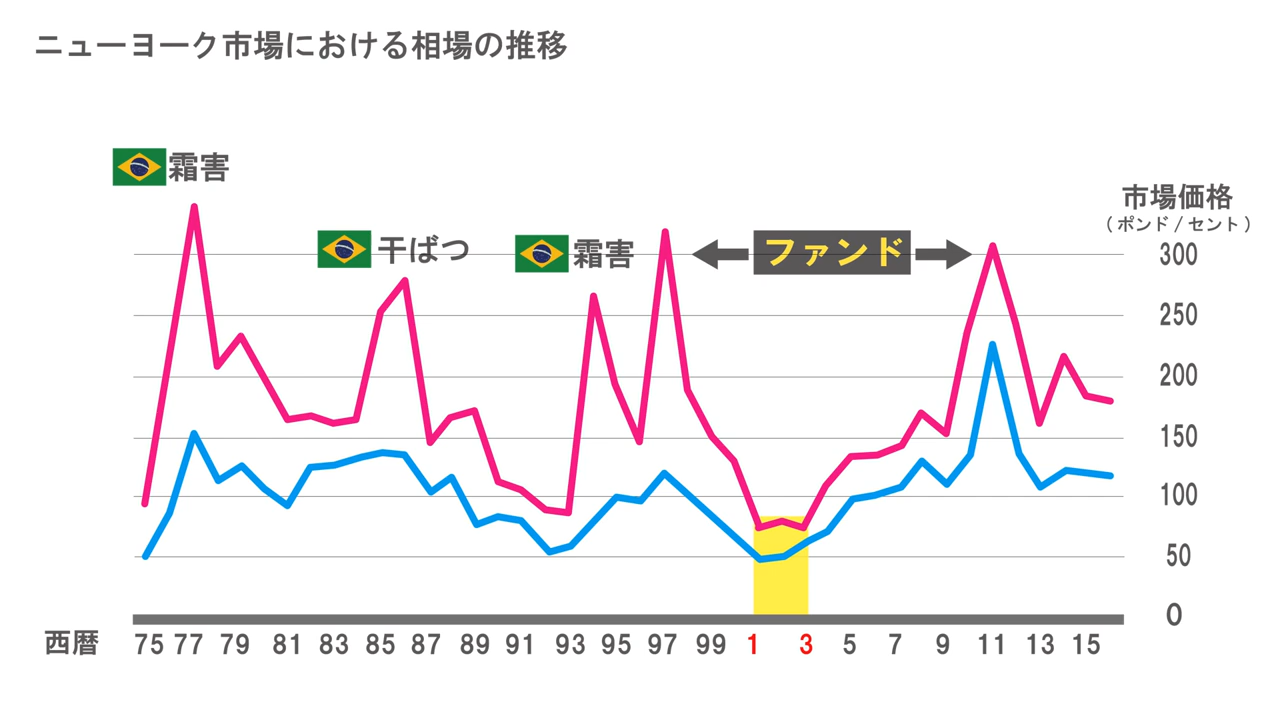 ニューヨーク市場における相場の推移
霜害
干ばつ
霜害
ファンド
市場価格
(ポンド/セント)
300
250
200
150
100
50
0
西暦 75 77 79 81 83 85 87 89 91 93 95 97 99 1 3 5 7 9 11 13 15